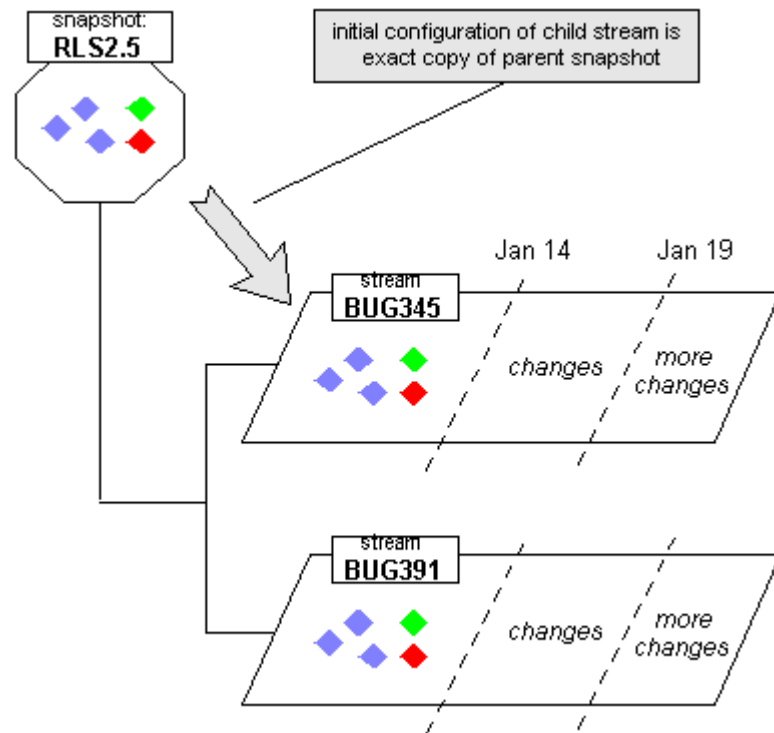 snapshot:
RLS2.5
initial configuration of child stream is
exact copy of parent snapshot
Jan 14
Jan 19
stream
BUG345
changes
more
changes
stream
BUG391
changes
more
changes